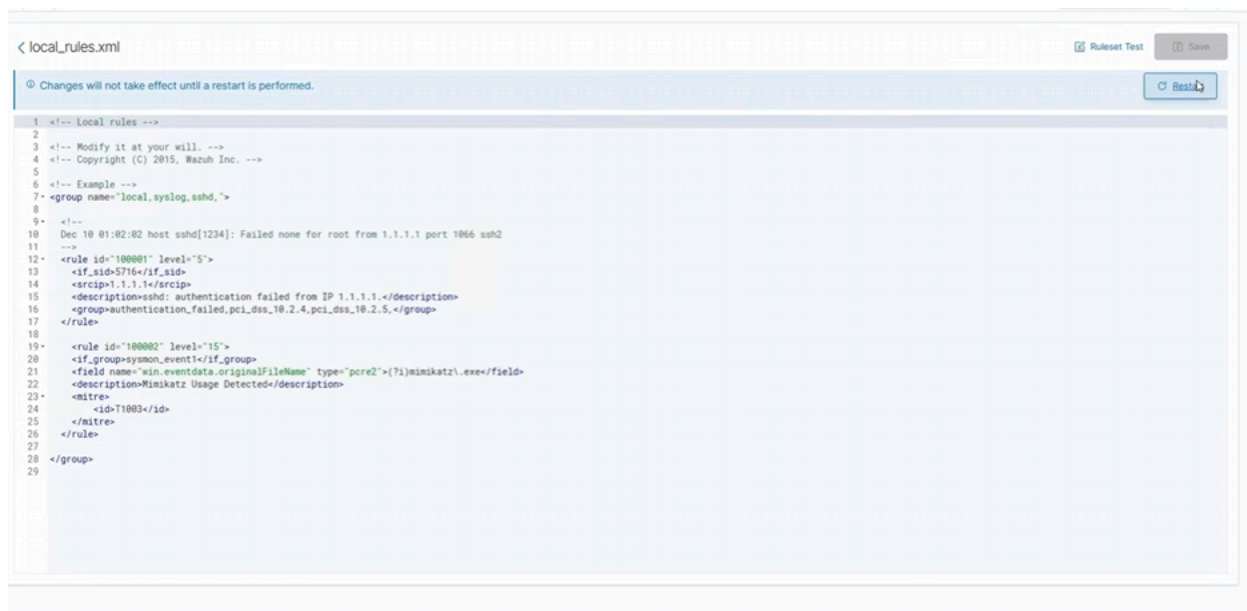 local_rules.xml
Ruleset Test
Save
Changes will not take effect until a restart is performed.
Restart
1 <!-- Local rules -->
2
3 <!-- Modify it at your will. -->
4 <!-- Copyright (C) 2015, Wazuh Inc. -->
5
6 <!-- Example -->
7 <group name="local,syslog,sshd,">
8
9 <!--
10 Dec 10 01:02:02 host sshd[1234]: Failed none for root from 1.1.1.1 port 1066 ssh2
11 -->
12 <rule id="100001" level="5">
13 <if_sid>5716</if_sid>
14 <srcip>1.1.1.1</srcip>
15 <description>sshd: authentication failed from IP 1.1.1.1.</description>
16 <group>authentication_failed,pci_dss_10.2.4,pci_dss_10.2.5,</group>
17 </rule>
18
19 <rule id="100002" level="15">
20 <if_group>sysmon_event1</if_group>
21 <field name="win.eventdata.originalFileName" type="pcre2">(?i)mimikatz\.exe</field>
22 <description>Mimikatz Usage Detected</description>
23 <mitre>
24 <id>T1003</id>
25 </mitre>
26 </rule>
27
28 </group>
29